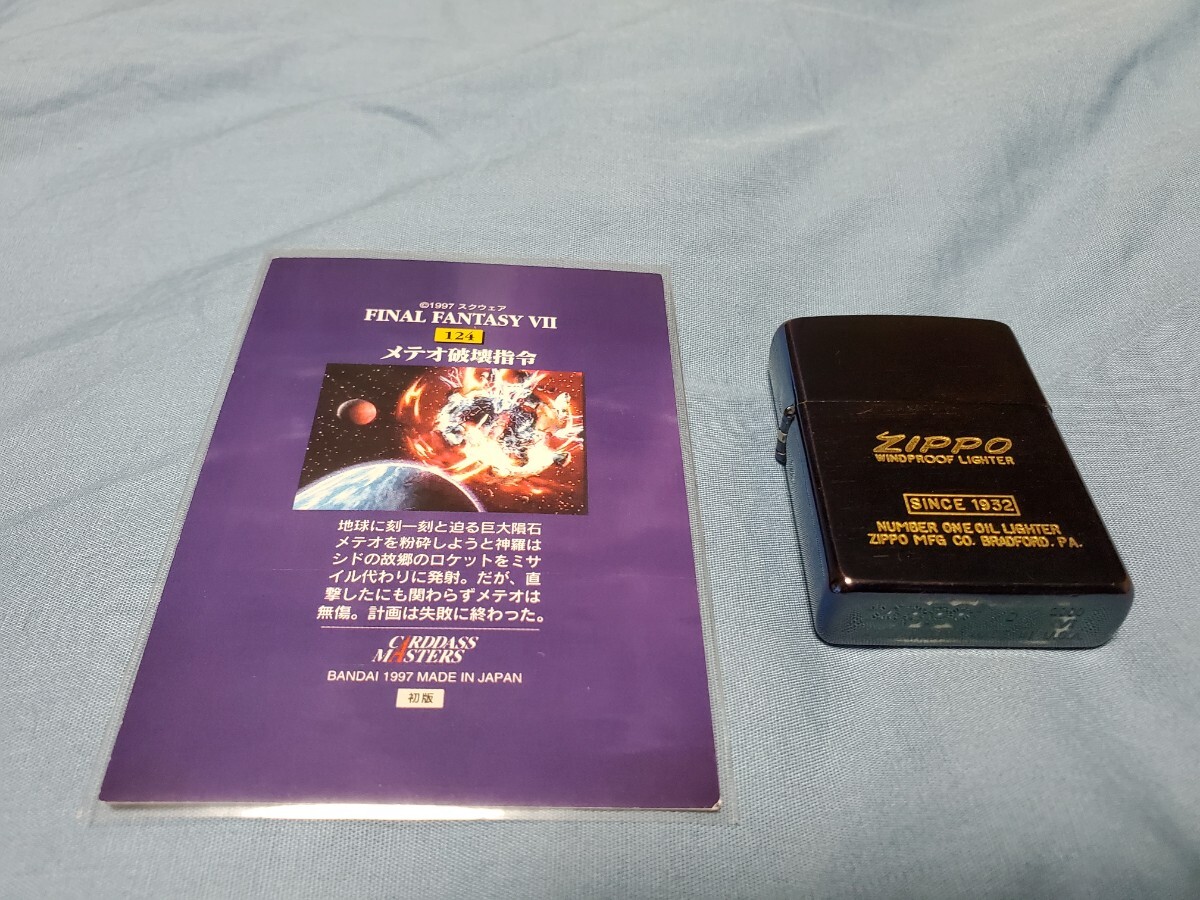 ©1997 スクウェア
FINAL FANTASY VII
124
メテオ破壊指令
地球に刻一刻と迫る巨大隕石
メテオを粉砕しようと神羅は
シドの故郷のロケットをミサ
イル代わりに発射。だが、直
撃したにも関わらずメテオは
無傷。計画は失敗に終わった。
CARDDASS
MASTERS
BANDAI 1997 MADE IN JAPAN
初版
ZIPPO
WINDPROOF LIGHTER
SINCE 1932
NUMBER ONE OIL LIGHTER
ZIPPO MFG CO. BRADFORD. PA.